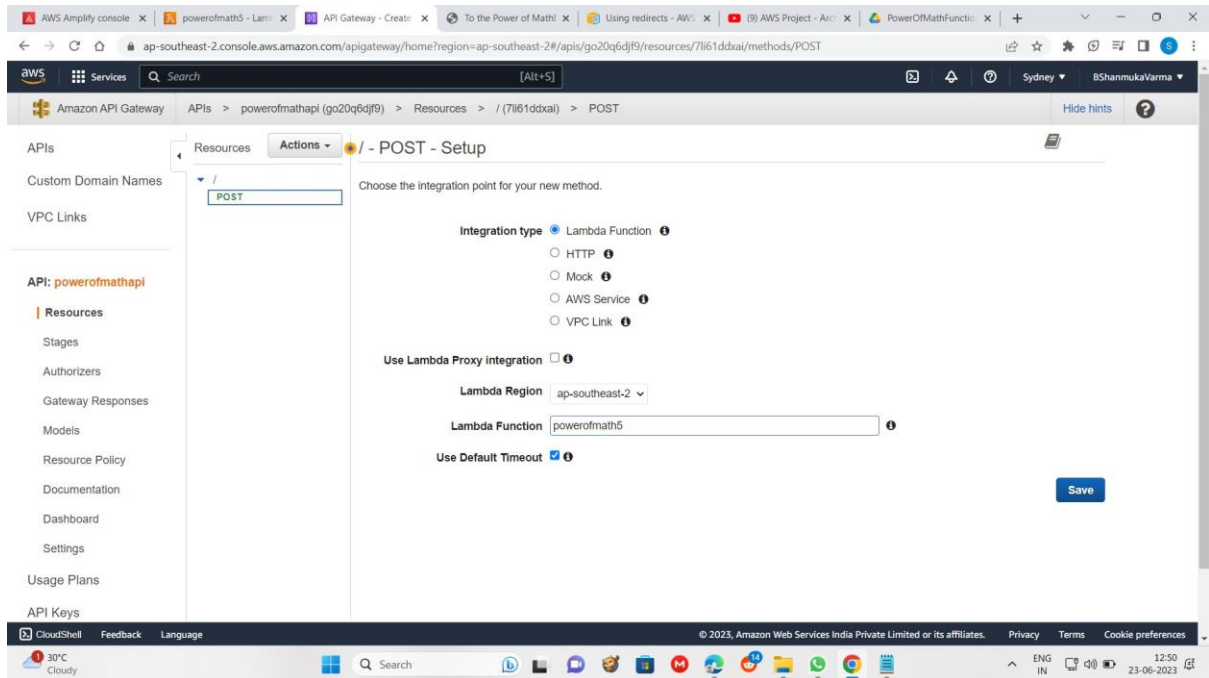 AWS Amplify console
powerofmath5 - Lam
API Gateway - Create
To the Power of Math!
Using redirects - AWS
(9) AWS Project - Arc
PowerOfMathFunctio
ap-southeast-2.console.aws.amazon.com/apigateway/home?region=ap-southeast-2#/apis/go20q6djf9/resources/7li61ddxai/methods/POST
S
aws Services Search [Alt+S] Sydney BShanmukaVarma
Amazon API Gateway APIs > powerofmathapi (go20q6djf9) > Resources > / (7li61ddxai) > POST Hide hints ?
APIs
Custom Domain Names
VPC Links
API: powerofmathapi
Resources
Stages
Authorizers
Gateway Responses
Models
Resource Policy
Documentation
Dashboard
Settings
Usage Plans
API Keys
Resources Actions
/
POST
/ - POST - Setup
Choose the integration point for your new method.
Integration type Lambda Function
HTTP
Mock
AWS Service
VPC Link
Use Lambda Proxy integration
Lambda Region ap-southeast-2
Lambda Function powerofmath5
Use Default Timeout
Save
CloudShell Feedback Language © 2023, Amazon Web Services India Private Limited or its affiliates. Privacy Terms Cookie preferences
1
30°C
Cloudy
Search
14
ENG
IN
12:50
23-06-2023